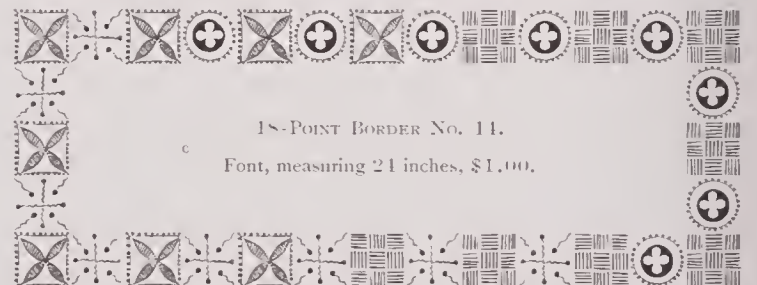 18-Point Border No. 14.
Font, measuring 24 inches, $1.00.